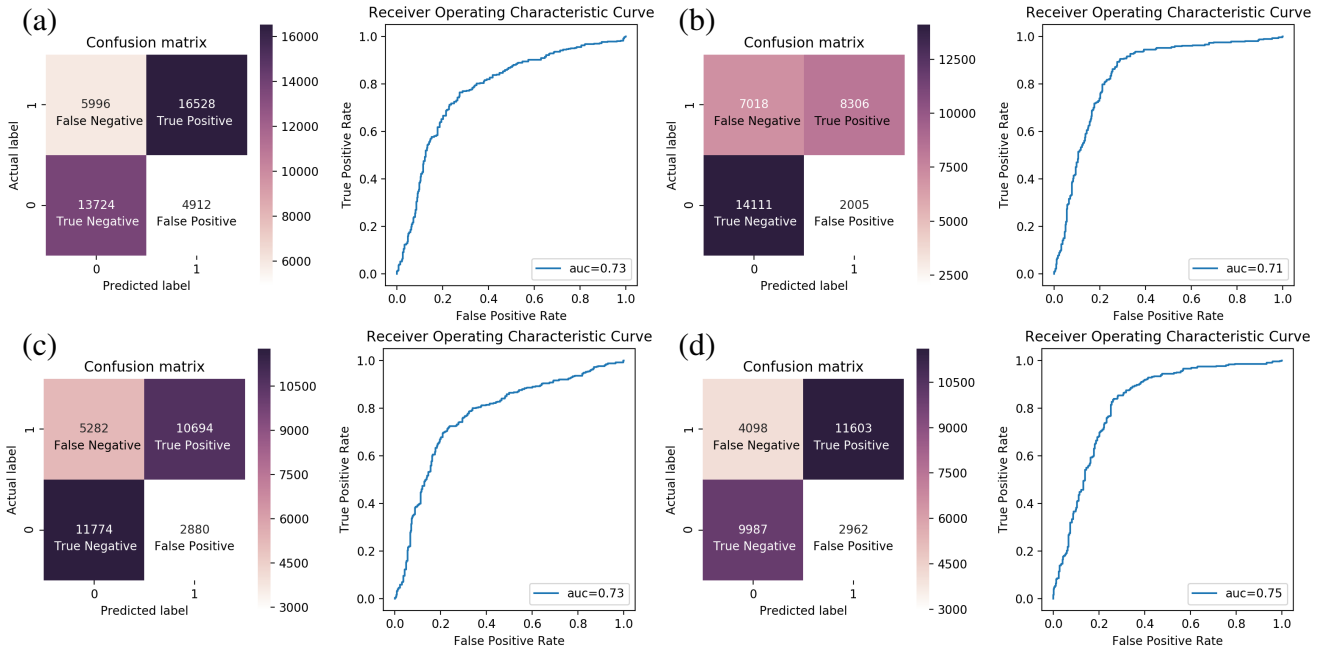 (a)
Confusion matrix
Actual label
1
0
5996
False Negative
16528
True Positive
13724
True Negative
4912
False Positive
0
1
Predicted label
16000
14000
12000
10000
8000
6000
Receiver Operating Characteristic Curve
True Positive Rate
1.0
0.8
0.6
0.4
0.2
0.0
auc=0.73
0.0 0.2 0.4 0.6 0.8 1.0
False Positive Rate
(b)
Confusion matrix
Actual label
1
0
7018
False Negative
8306
True Positive
14111
True Negative
2005
False Positive
0
1
Predicted label
12500
10000
7500
5000
2500
Receiver Operating Characteristic Curve
True Positive Rate
1.0
0.8
0.6
0.4
0.2
0.0
auc=0.71
0.0 0.2 0.4 0.6 0.8 1.0
False Positive Rate
(c)
Confusion matrix
Actual label
1
0
5282
False Negative
10694
True Positive
11774
True Negative
2880
False Positive
0
1
Predicted label
10500
9000
7500
6000
4500
3000
Receiver Operating Characteristic Curve
True Positive Rate
1.0
0.8
0.6
0.4
0.2
0.0
auc=0.73
0.0 0.2 0.4 0.6 0.8 1.0
False Positive Rate
(d)
Confusion matrix
Actual label
1
0
4098
False Negative
11603
True Positive
9987
True Negative
2962
False Positive
0
1
Predicted label
10500
9000
7500
6000
4500
3000
Receiver Operating Characteristic Curve
True Positive Rate
1.0
0.8
0.6
0.4
0.2
0.0
auc=0.75
0.0 0.2 0.4 0.6 0.8 1.0
False Positive Rate